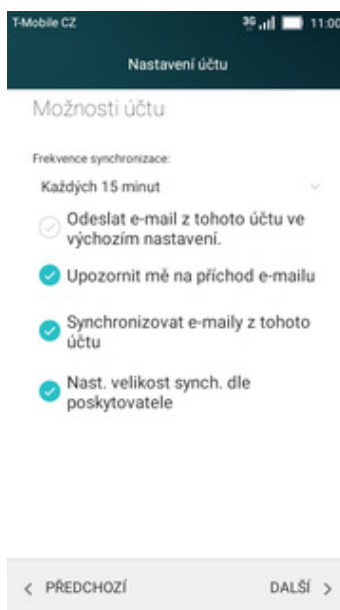 T-Mobile CZ 3G 11:00
Nastavení účtu
Možnosti účtu
Frekvence synchronizace:
Každých 15 minut
Odeslat e-mail z tohoto účtu ve
výchozím nastavení.
Upozornit mě na příchod e-mailu
Synchronizovat e-maily z tohoto
účtu
Nast. velikost synch. dle
poskytovatele
PŘEDCHOZÍ DALŠÍ